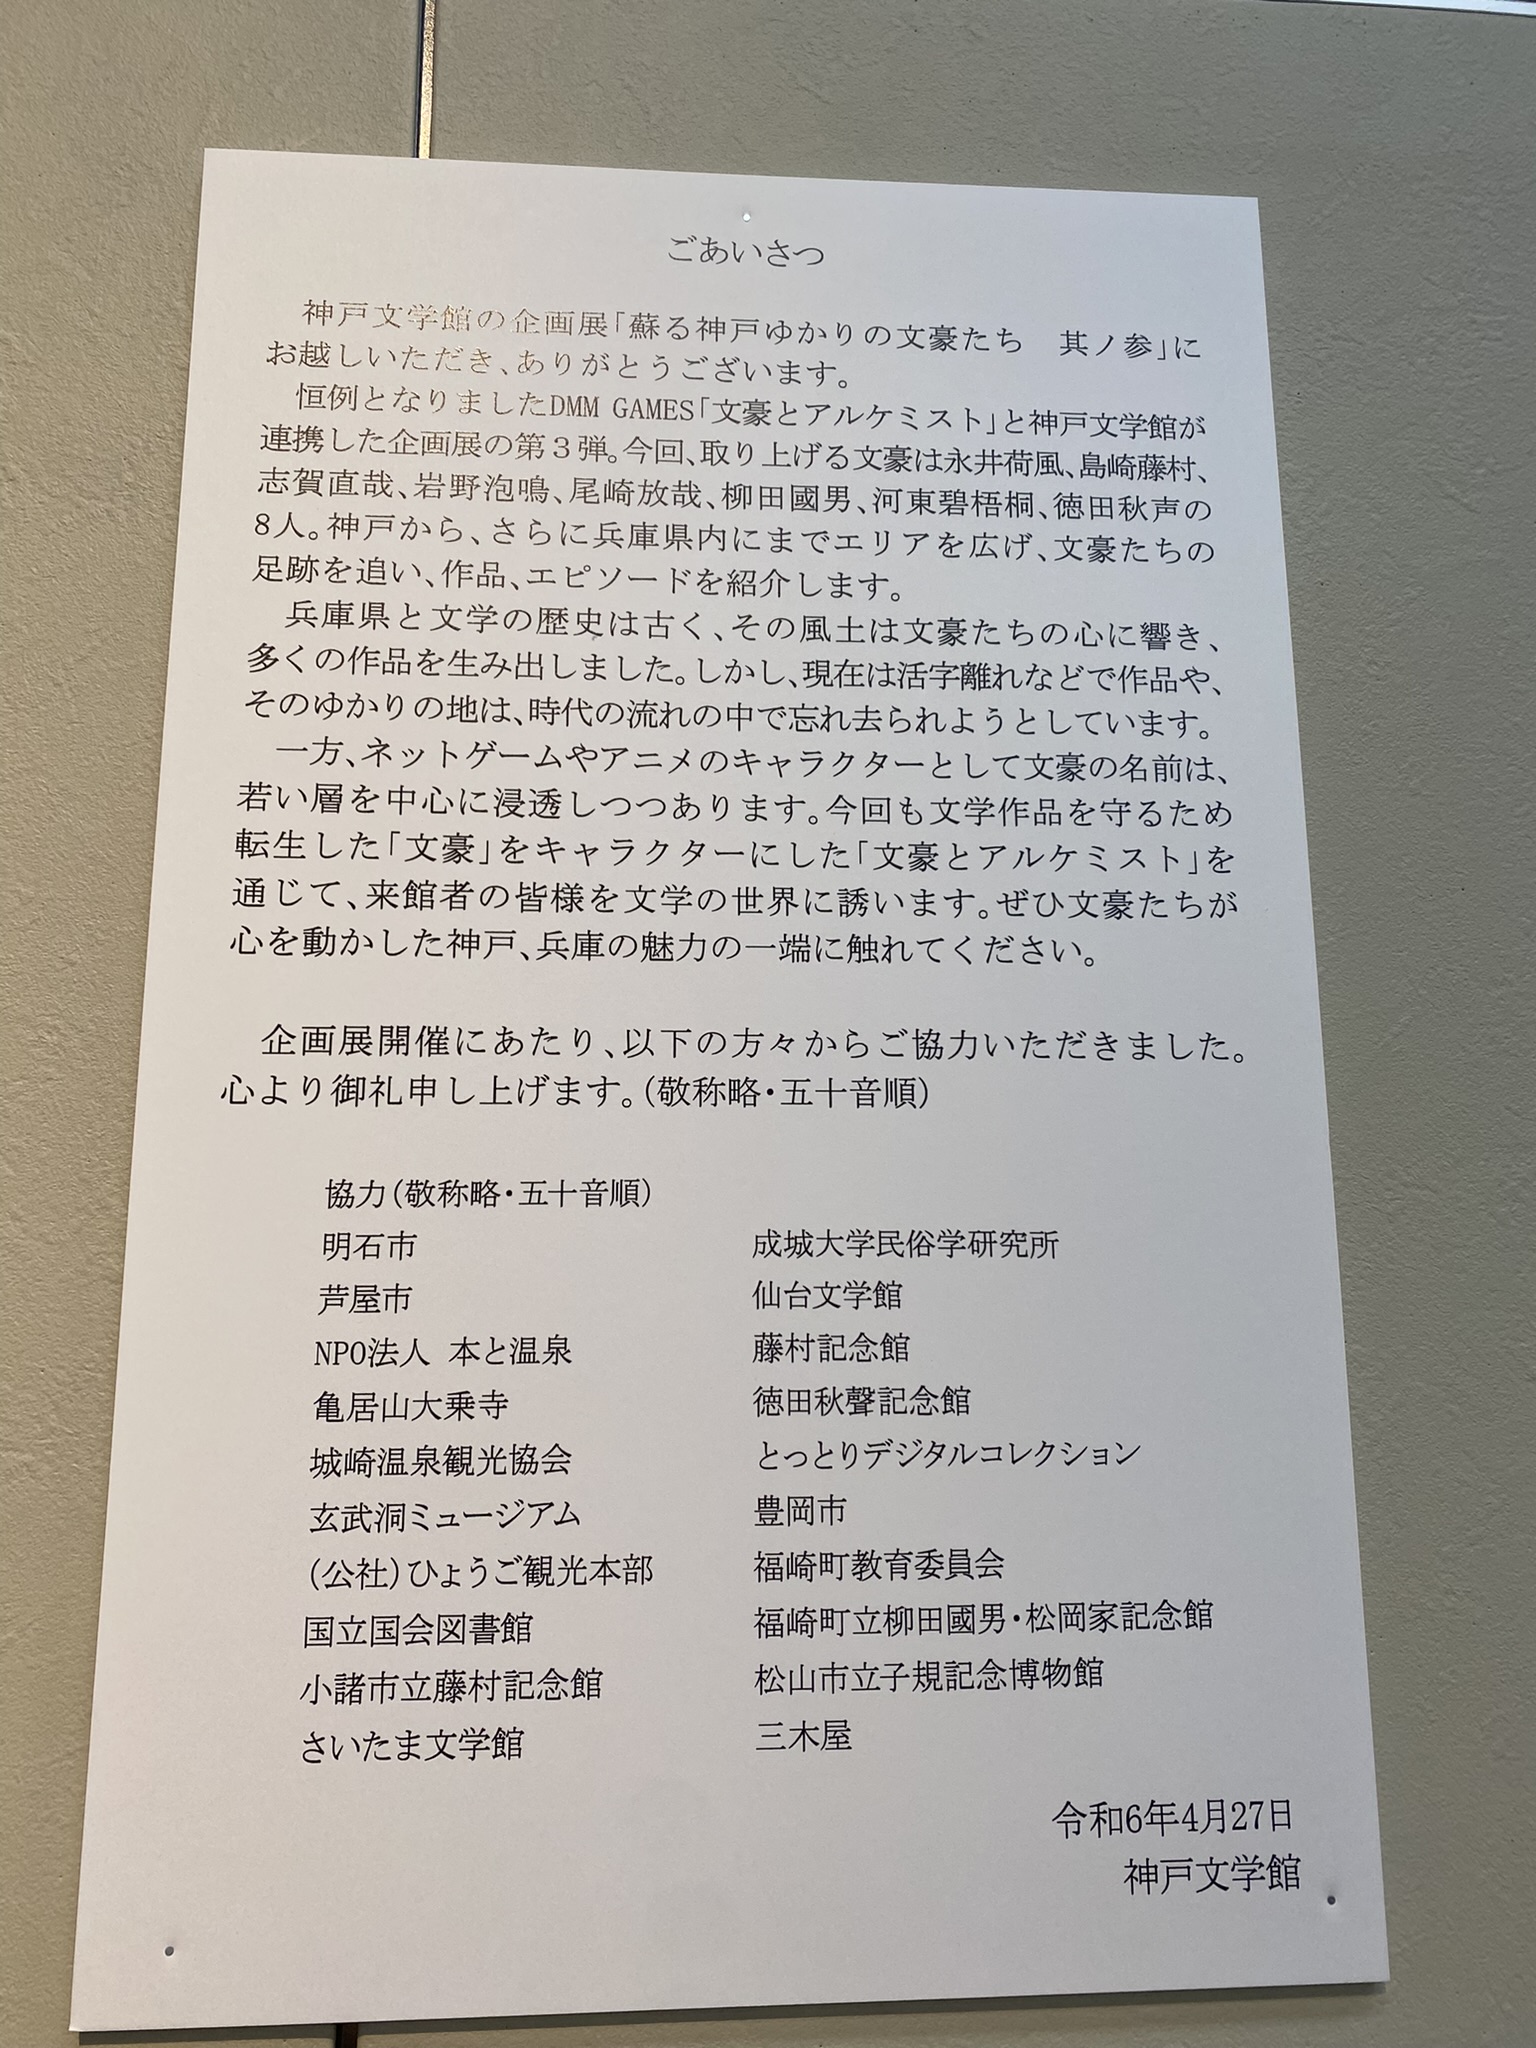 ごあいさつ
神戸文学館の企画展「蘇る神戸ゆかりの文豪たち　其ノ参」に
お越しいただき、ありがとうございます。
恒例となりましたDMM GAMES「文豪とアルケミスト」と神戸文学館が
連携した企画展の第３弾。今回、取り上げる文豪は永井荷風、島崎藤村、
志賀直哉、岩野泡鳴、尾崎放哉、柳田國男、河東碧梧桐、徳田秋声の
8人。神戸から、さらに兵庫県内にまでエリアを広げ、文豪たちの
足跡を追い、作品、エピソードを紹介します。
兵庫県と文学の歴史は古く、その風土は文豪たちの心に響き、
多くの作品を生み出しました。しかし、現在は活字離れなどで作品や、
そのゆかりの地は、時代の流れの中で忘れ去られようとしています。
一方、ネットゲームやアニメのキャラクターとして文豪の名前は、
若い層を中心に浸透しつつあります。今回も文学作品を守るため
転生した「文豪」をキャラクターにした「文豪とアルケミスト」を
通じて、来館者の皆様を文学の世界に誘います。ぜひ文豪たちが
心を動かした神戸、兵庫の魅力の一端に触れてください。
企画展開催にあたり、以下の方々からご協力いただきました。
心より御礼申し上げます。（敬称略・五十音順）
協力（敬称略・五十音順）
明石市
芦屋市
NPO法人 本と温泉
亀居山大乗寺
城崎温泉観光協会
玄武洞ミュージアム
（公社）ひょうご観光本部
国立国会図書館
小諸市立藤村記念館
さいたま文学館
成城大学民俗学研究所
仙台文学館
藤村記念館
徳田秋聲記念館
とっとりデジタルコレクション
豊岡市
福崎町教育委員会
福崎町立柳田國男・松岡家記念館
松山市立子規記念博物館
三木屋
令和6年4月27日
神戸文学館